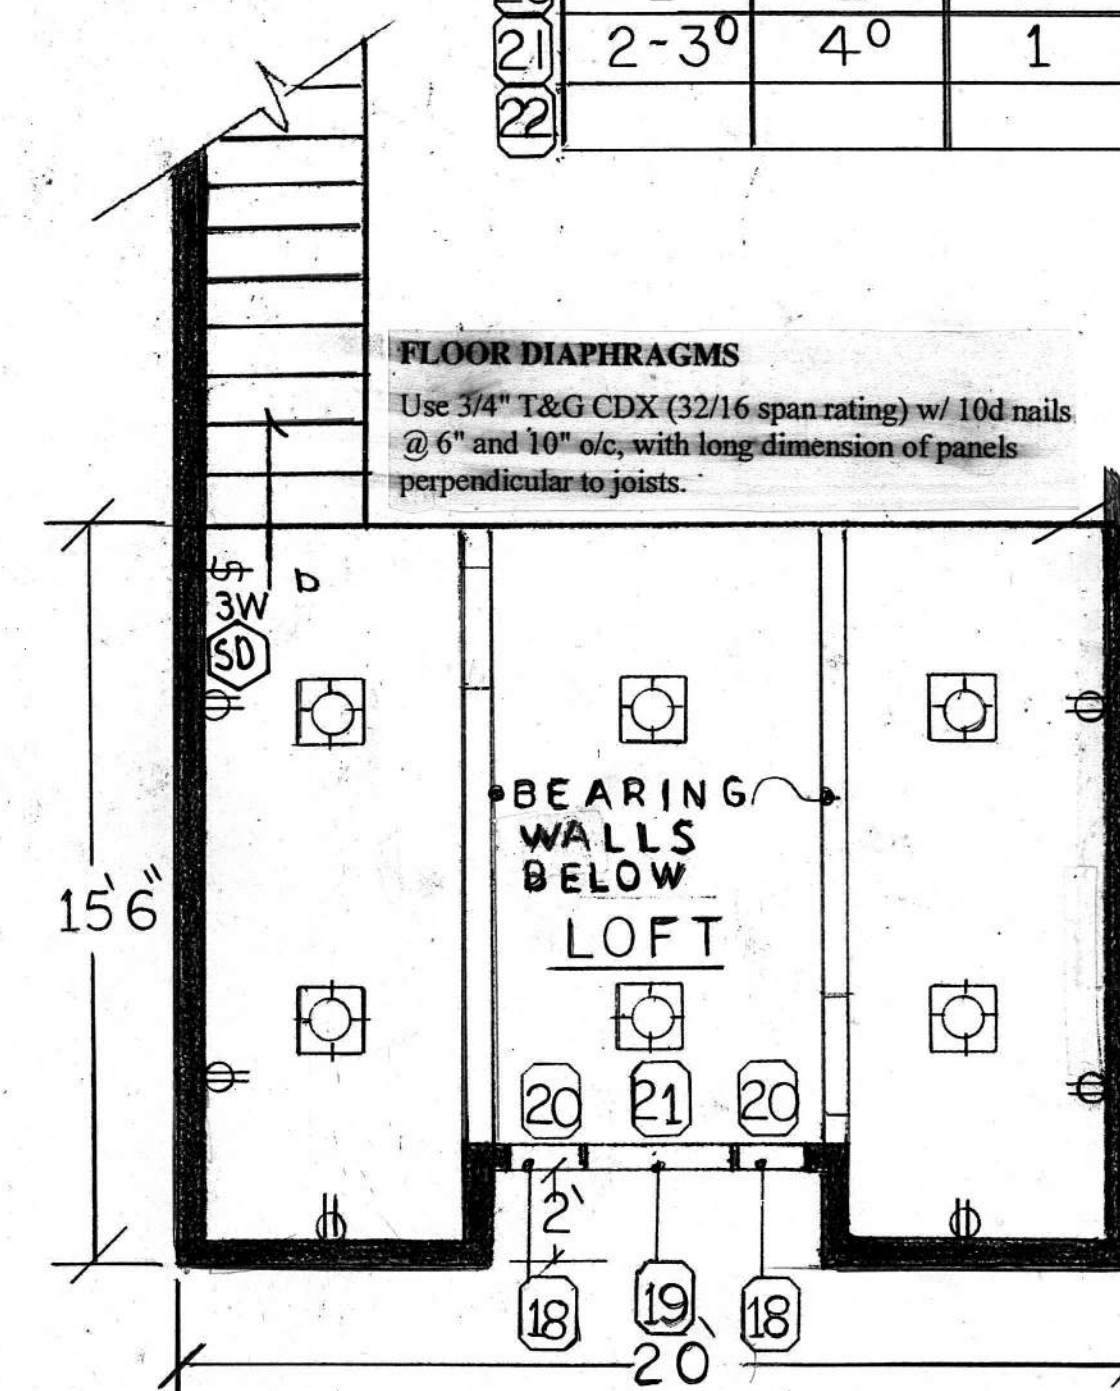 21 2-3⁰ 4⁰ 1
22
FLOOR DIAPHRAGMS
Use 3/4" T&G CDX (32/16 span rating) w/ 10d nails
@ 6" and 10" o/c, with long dimension of panels
perpendicular to joists.
D
3W
SD
BEARING
WALLS
BELOW
15'6"
LOFT
20 21 20
2'
18 19 18
20'